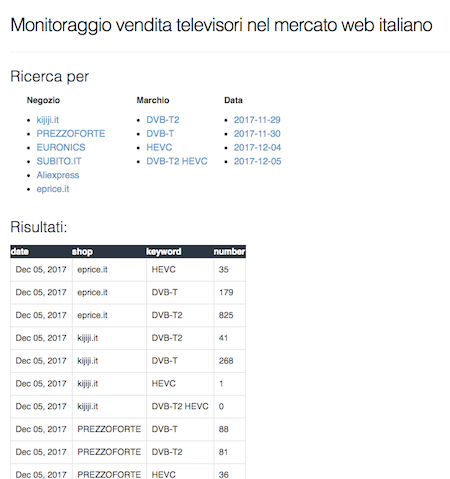 Monitoraggio vendita televisori nel mercato web italiano
Ricerca per
Negozio Marchio Data
kijiji.it DVB-T2 2017-11-29
PREZZOFORTE DVB-T 2017-11-30
EURONICS HEVC 2017-12-04
SUBITO.IT DVB-T2 HEVC 2017-12-05
Aliexpress
eprice.it
Risultati:
date shop keyword number
Dec 05, 2017 eprice.it HEVC 35
Dec 05, 2017 eprice.it DVB-T 179
Dec 05, 2017 eprice.it DVB-T2 825
Dec 05, 2017 kijiji.it DVB-T2 41
Dec 05, 2017 kijiji.it DVB-T 268
Dec 05, 2017 kijiji.it HEVC 1
Dec 05, 2017 kijiji.it DVB-T2 HEVC 0
Dec 05, 2017 PREZZOFORTE DVB-T 88
Dec 05, 2017 PREZZOFORTE DVB-T2 81
Dec 05, 2017 PREZZOFORTE HEVC 36